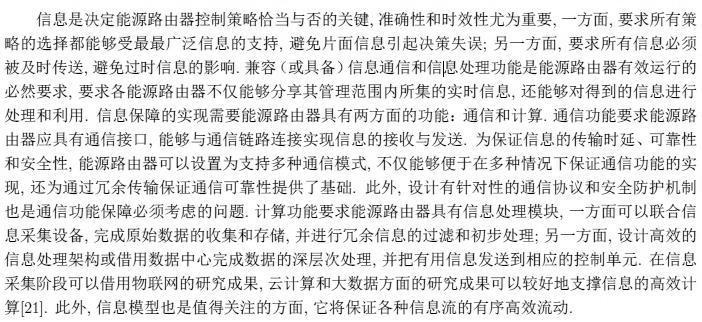 信息是决定能源路由器控制策略恰当与否的关键, 准确性和时效性尤为重要, 一方面, 要求所有策
略的选择都能够受最最广泛信息的支持, 避免片面信息引起决策失误; 另一方面, 要求所有信息必须
被及时传送, 避免过时信息的影响. 兼容（或具备）信息通信和信息处理功能是能源路由器有效运行的
必然要求, 要求各能源路由器不仅能够分享其管理范围内所集的实时信息, 还能够对得到的信息进行
处理和利用. 信息保障的实现需要能源路由器具有两方面的功能：通信和计算. 通信功能要求能源路
由器应具有通信接口, 能够与通信链路连接实现信息的接收与发送. 为保证信息的传输时延、可靠性
和安全性, 能源路由器可以设置为支持多种通信模式, 不仅能够便于在多种情况下保证通信功能的实
现, 还为通过冗余传输保证通信可靠性提供了基础. 此外, 设计有针对性的通信协议和安全防护机制
也是通信功能保障必须考虑的问题. 计算功能要求能源路由器具有信息处理模块, 一方面可以联合信
息采集设备, 完成原始数据的收集和存储, 并进行冗余信息的过滤和初步处理; 另一方面, 设计高效的
信息处理架构或借用数据中心完成数据的深层次处理, 并把有用信息发送到相应的控制单元. 在信息
采集阶段可以借用物联网的研究成果, 云计算和大数据方面的研究成果可以较好地支撑信息的高效计
算[21]. 此外, 信息模型也是值得关注的方面, 它将保证各种信息流的有序高效流动.